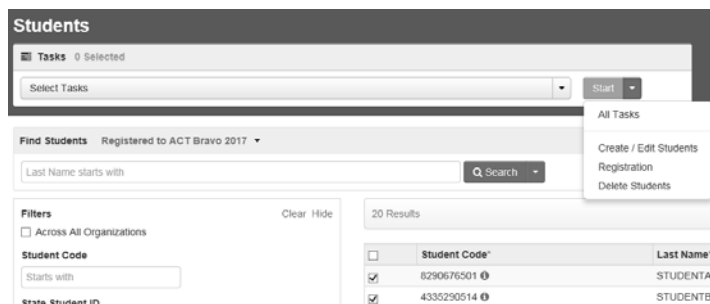 Students
Tasks 0 Selected
Select Tasks
Start
All Tasks
Create / Edit Students
Registration
Delete Students
Find Students Registered to ACT Bravo 2017
Last Name starts with
Search
Filters Clear Hide
Across All Organizations
Student Code
Starts with
State Student ID
20 Results
Student Code* Last Name*
8290676501 STUDENTA
4335290514 STUDENTB